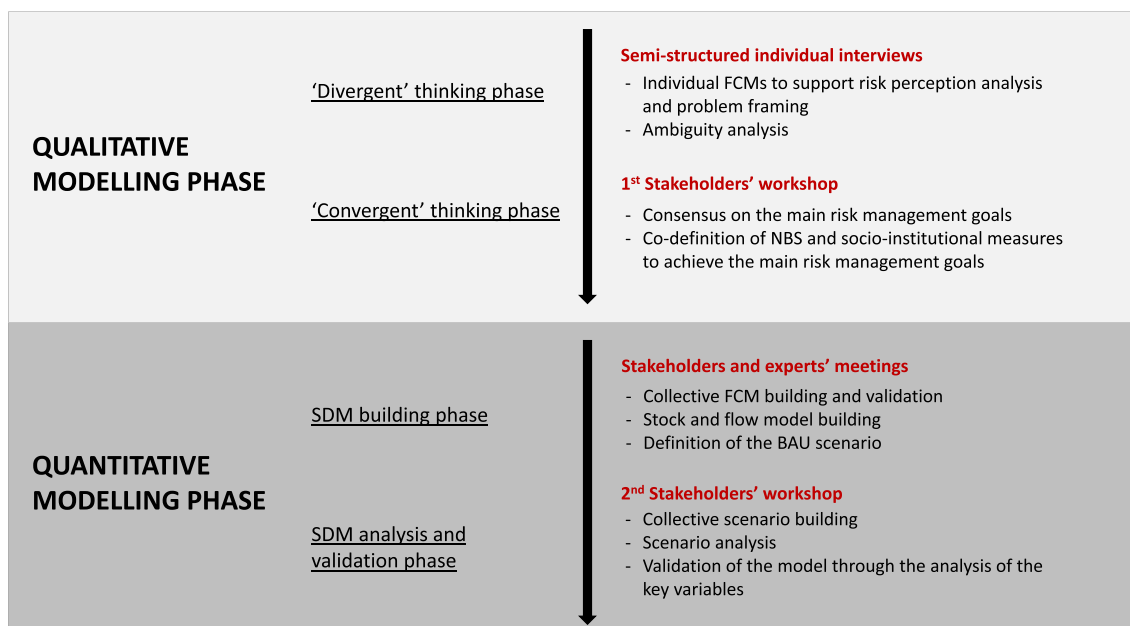 QUALITATIVE
MODELLING PHASE
‘Divergent’ thinking phase
Semi-structured individual interviews
- Individual FCMs to support risk perception analysis
and problem framing
- Ambiguity analysis
‘Convergent’ thinking phase
1st Stakeholders’ workshop
- Consensus on the main risk management goals
- Co-definition of NBS and socio-institutional measures
to achieve the main risk management goals
QUANTITATIVE
MODELLING PHASE
SDM building phase
Stakeholders and experts’ meetings
- Collective FCM building and validation
- Stock and flow model building
- Definition of the BAU scenario
SDM analysis and
validation phase
2nd Stakeholders’ workshop
- Collective scenario building
- Scenario analysis
- Validation of the model through the analysis of the
key variables